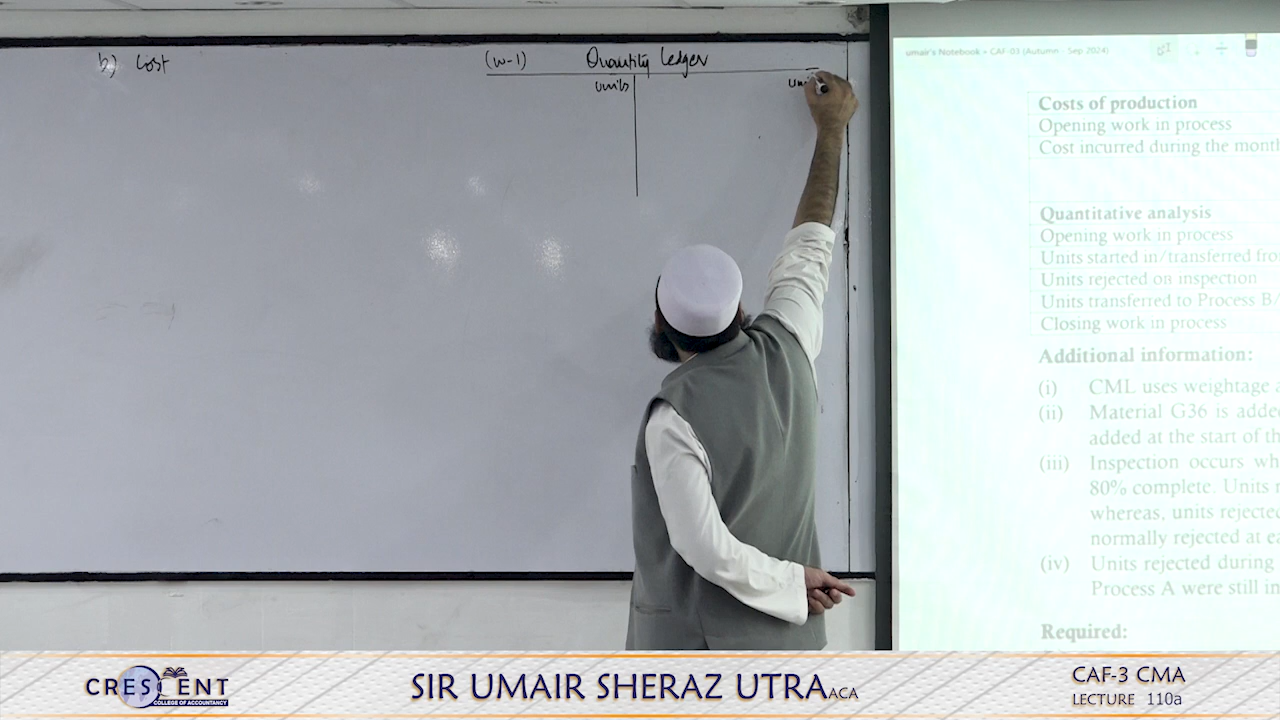 b) Cost
(W-1) Quantity Ledger
units
umair's Notebook • CAF-03 (Autumn - Sep 2024)
Costs of production
Opening work in process
Cost incurred during the month
Quantitative analysis
Opening work in process
Units started in/transferred fro
Units rejected on inspection
Units transferred to Process B
Closing work in process
Additional information:
(i) CML uses weightage a
(ii) Material G36 is adde
added at the start of th
(iii) Inspection occurs wh
80% complete. Units r
whereas, units rejected
normally rejected at ea
(iv) Units rejected during
Process A were still in
Required:
CRESCENT
COLLEGE OF ACCOUNTANCY
SIR UMAIR SHERAZ UTRA ACA
CAF-3 CMA
LECTURE 110a